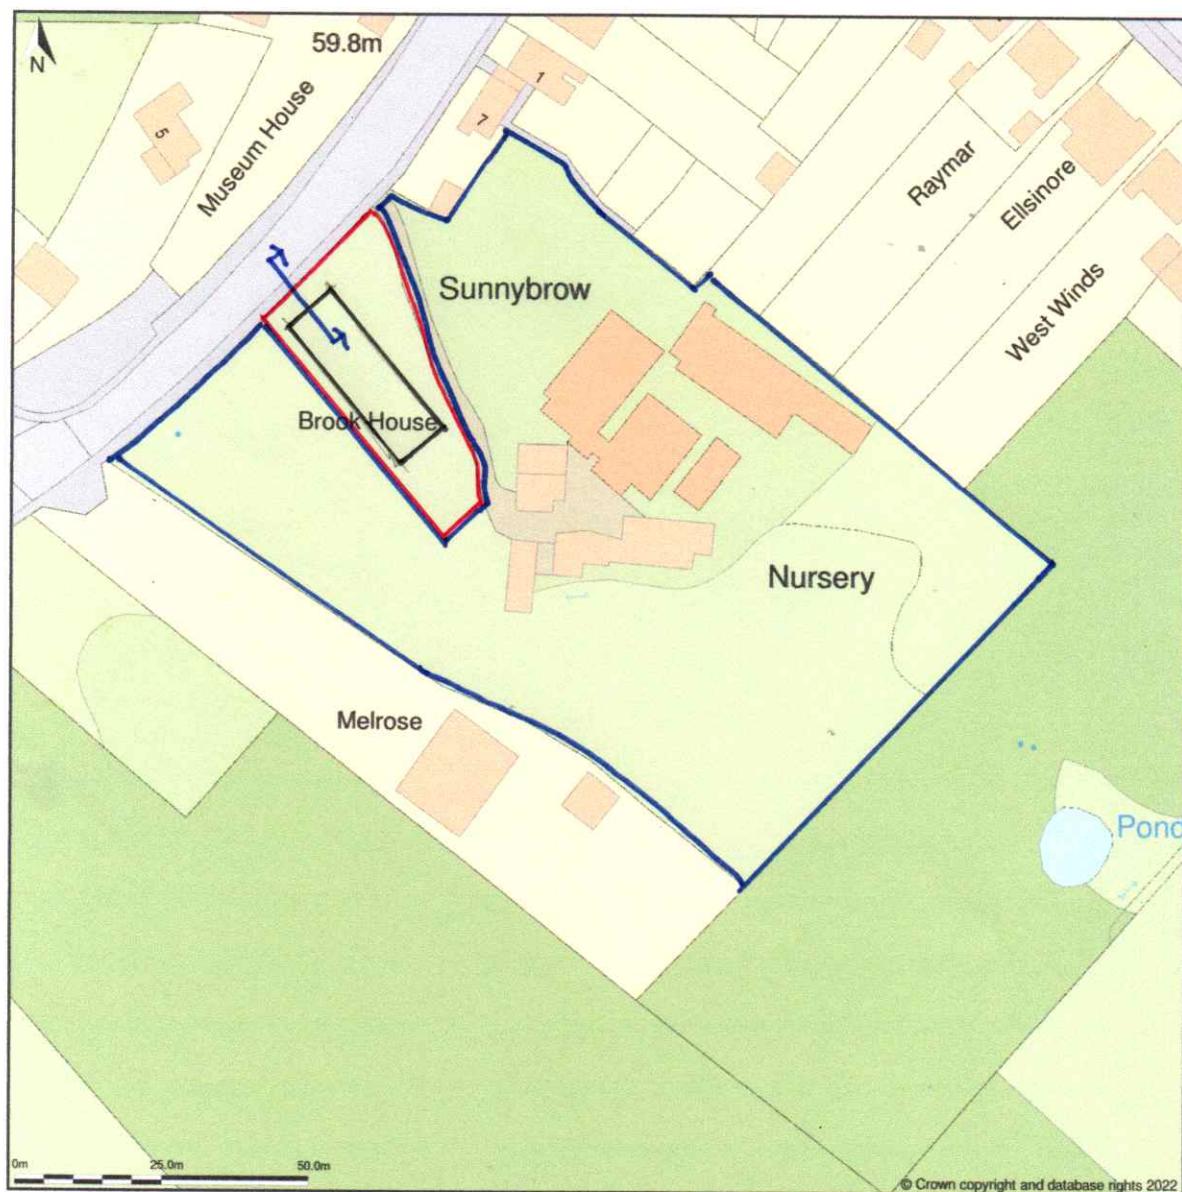 N
59.8m
5
Museum House
1
7
Raymar
Ellsinore
West Winds
Sunnybrow
Brook House
Nursery
Melrose
Pond
0m
25.0m
50.0m
© Crown copyright and database rights 2022